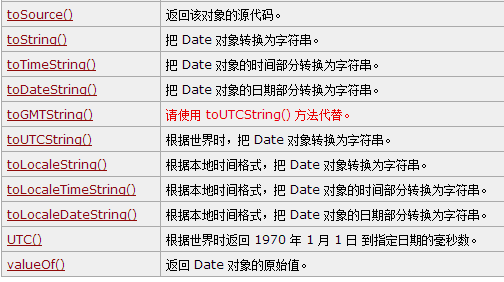 toSource() 返回该对象的源代码。
toString() 把 Date 对象转换为字符串。
toTimeString() 把 Date 对象的时间部分转换为字符串。
toDateString() 把 Date 对象的日期部分转换为字符串。
toGMTString() 请使用 toUTCString() 方法代替。
toUTCString() 根据世界时，把 Date 对象转换为字符串。
toLocaleString() 根据本地时间格式，把 Date 对象转换为字符串。
toLocaleTimeString() 根据本地时间格式，把 Date 对象的时间部分转换为字符串。
toLocaleDateString() 根据本地时间格式，把 Date 对象的日期部分转换为字符串。
UTC() 根据世界时返回 1970 年 1 月 1 日 到指定日期的毫秒数。
valueOf() 返回 Date 对象的原始值。